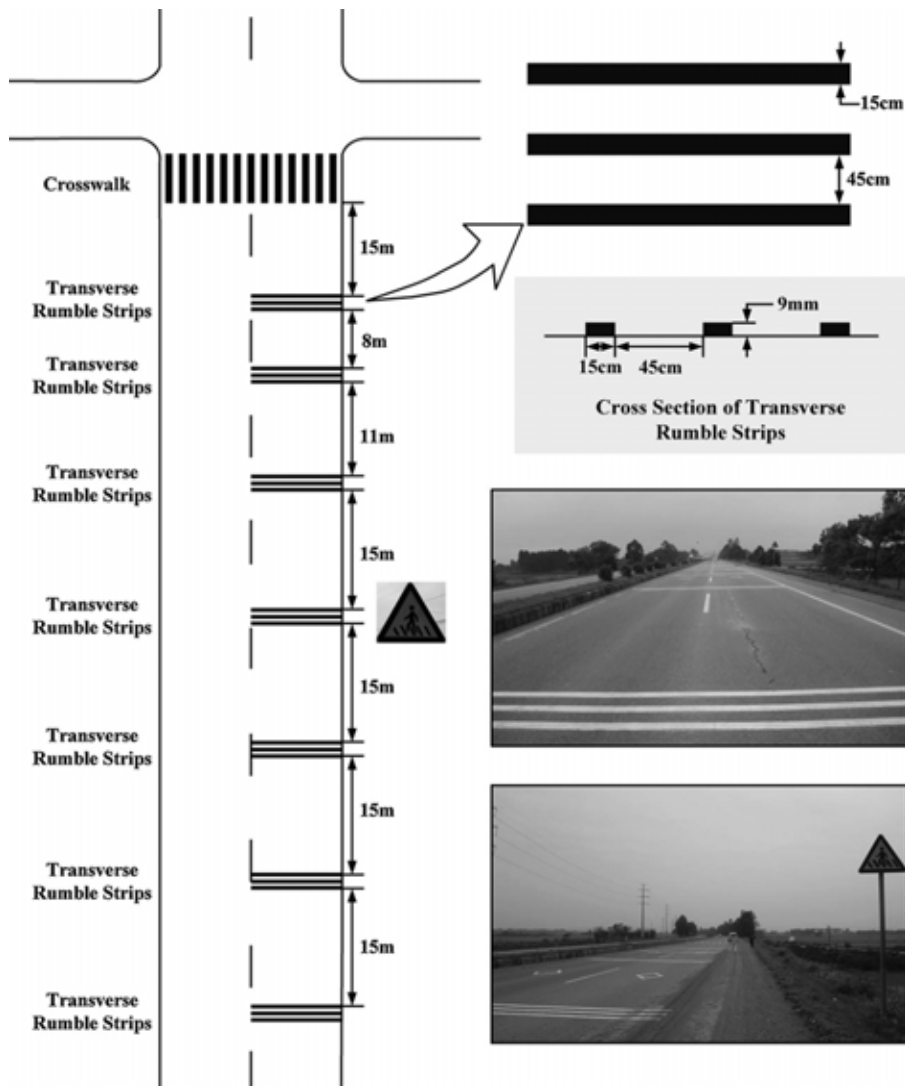 Crosswalk
15m
Transverse
Rumble Strips
8m
Transverse
Rumble Strips
11m
Transverse
Rumble Strips
15m
Transverse
Rumble Strips
15m
Transverse
Rumble Strips
15m
Transverse
Rumble Strips
15m
Transverse
Rumble Strips
15cm
45cm
9mm
15cm
45cm
Cross Section of Transverse
Rumble Strips